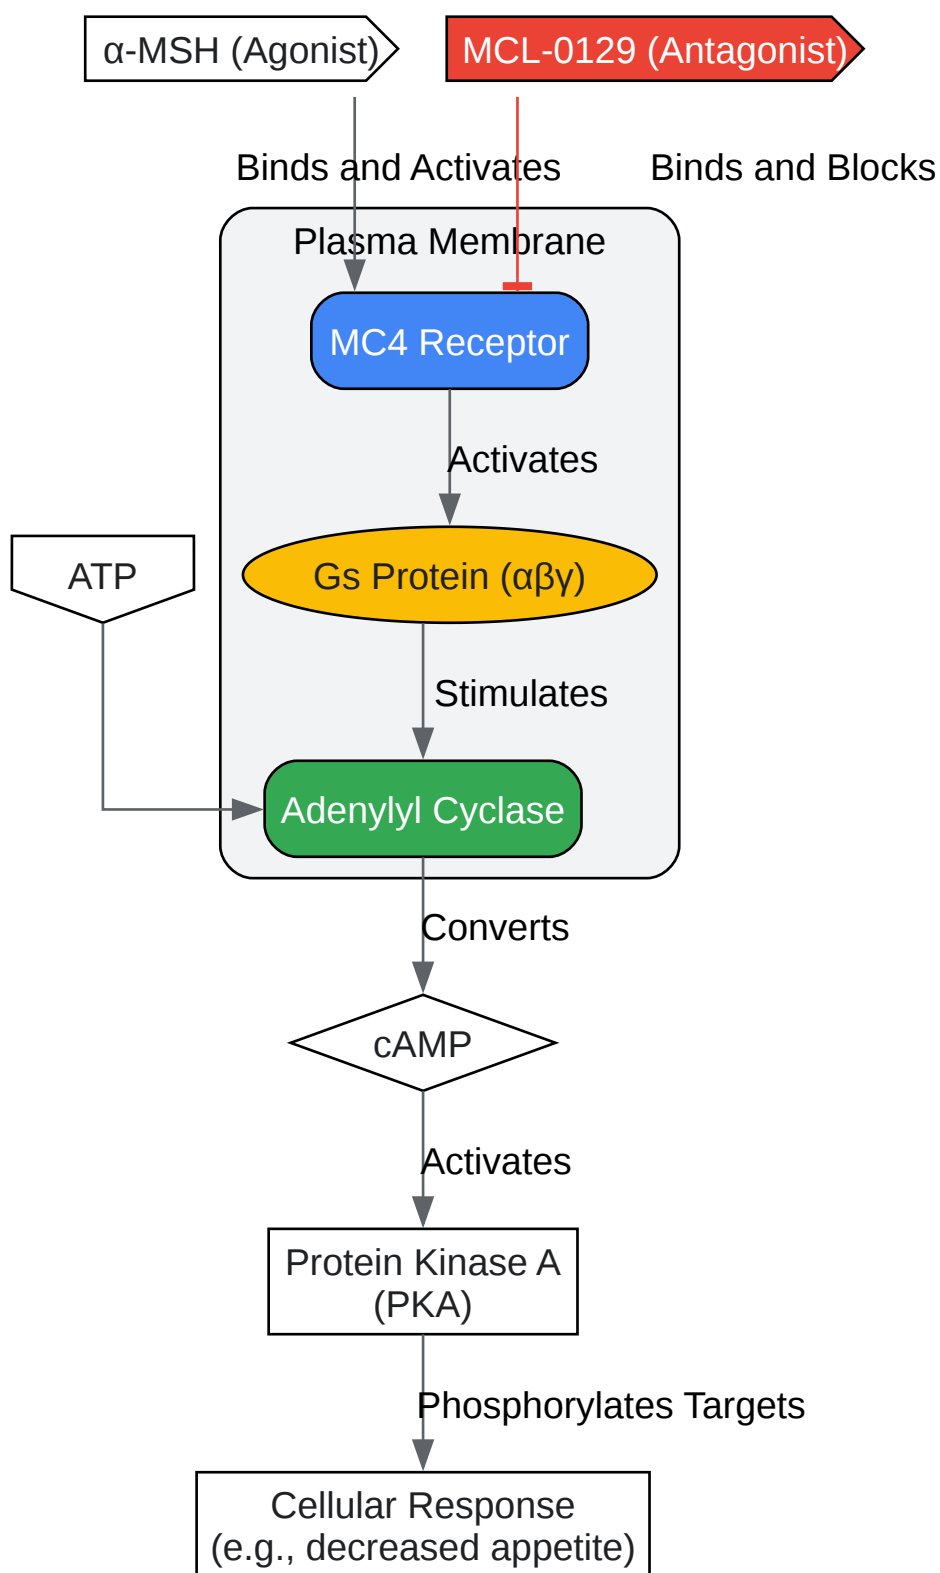 α-MSH (Agonist)
MCL-0129 (Antagonist)
Binds and Activates
Binds and Blocks
Plasma Membrane
MC4 Receptor
Activates
ATP
Gs Protein (αβγ)
Stimulates
Adenylyl Cyclase
Converts
cAMP
Activates
Protein Kinase A
(PKA)
Phosphorylates Targets
Cellular Response
(e.g., decreased appetite)